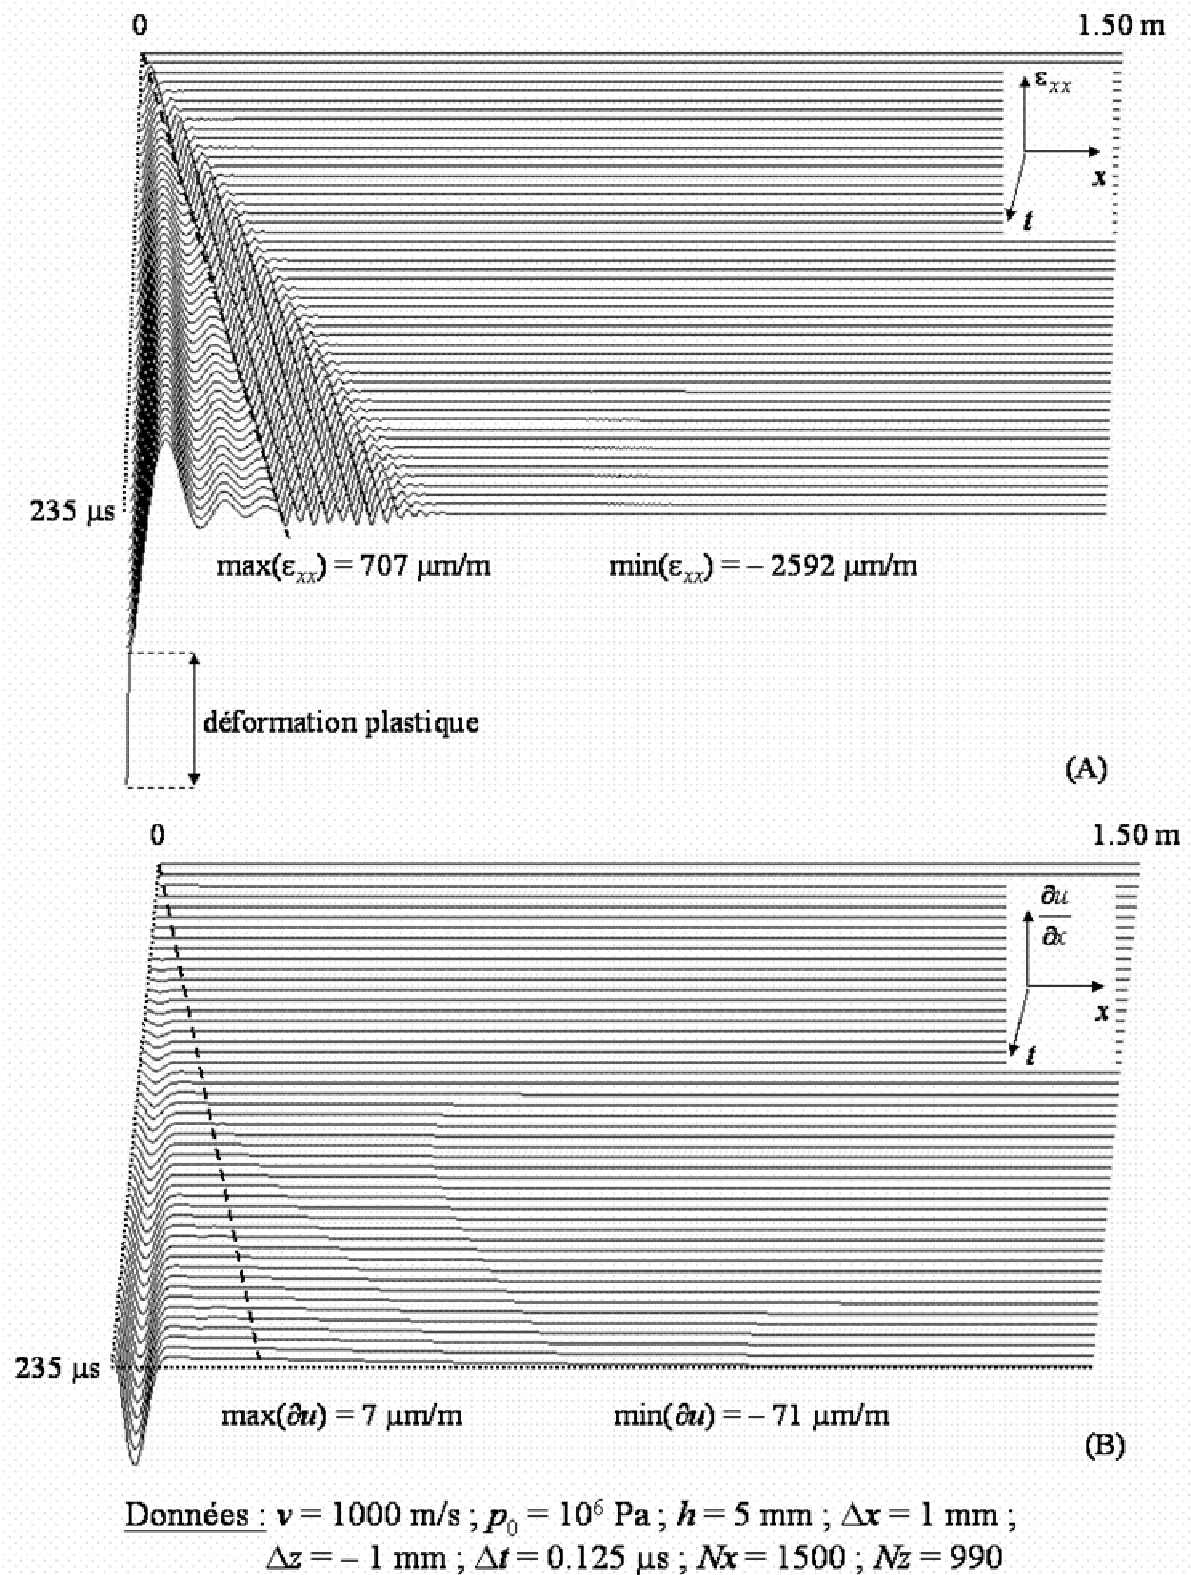 0 1.50 m
εxx
x
t
235 μs
max(εxx) = 707 μm/m min(εxx) = – 2592 μm/m
déformation plastique
(A)
0 1.50 m
∂u
∂x
x
t
235 μs
max(∂u) = 7 μm/m min(∂u) = – 71 μm/m
(B)
Données : v = 1000 m/s ; p₀ = 10⁶ Pa ; h = 5 mm ; Δx = 1 mm ;
Δz = – 1 mm ; Δt = 0.125 μs ; Nx = 1500 ; Nz = 990